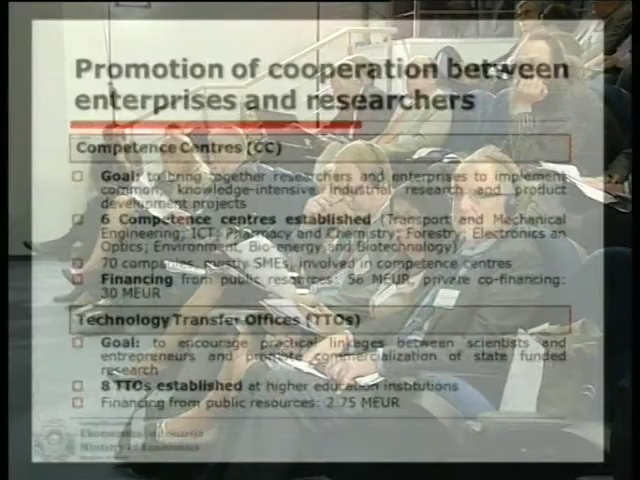 Promotion of cooperation between
enterprises and researchers
Competence Centres (CC)
Goal: to bring together researchers and enterprises to implement
common, knowledge-intensive industrial research and product
development projects
6 Competence centres established (Transport and Mechanical
Engineering; ICT; Pharmacy and Chemistry; Forestry; Electronics an
Optics; Environment, Bio-energy and Biotechnology)
70 companies, mostly SMEs, involved in competence centres
Financing from public resources: 56 MEUR, private co-financing:
30 MEUR
Technology Transfer Offices (TTOs)
Goal: to encourage practical linkages between scientists and
entrepreneurs and promote commercialization of state funded
research
8 TTOs established at higher education institutions
Financing from public resources: 2.75 MEUR
Ministry of Economics